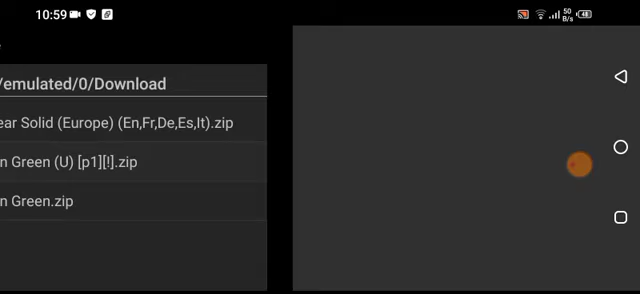 10:59
50
B/s
48
/emulated/0/Download
ear Solid (Europe) (En,Fr,De,Es,It).zip
n Green (U) [p1][!].zip
n Green.zip